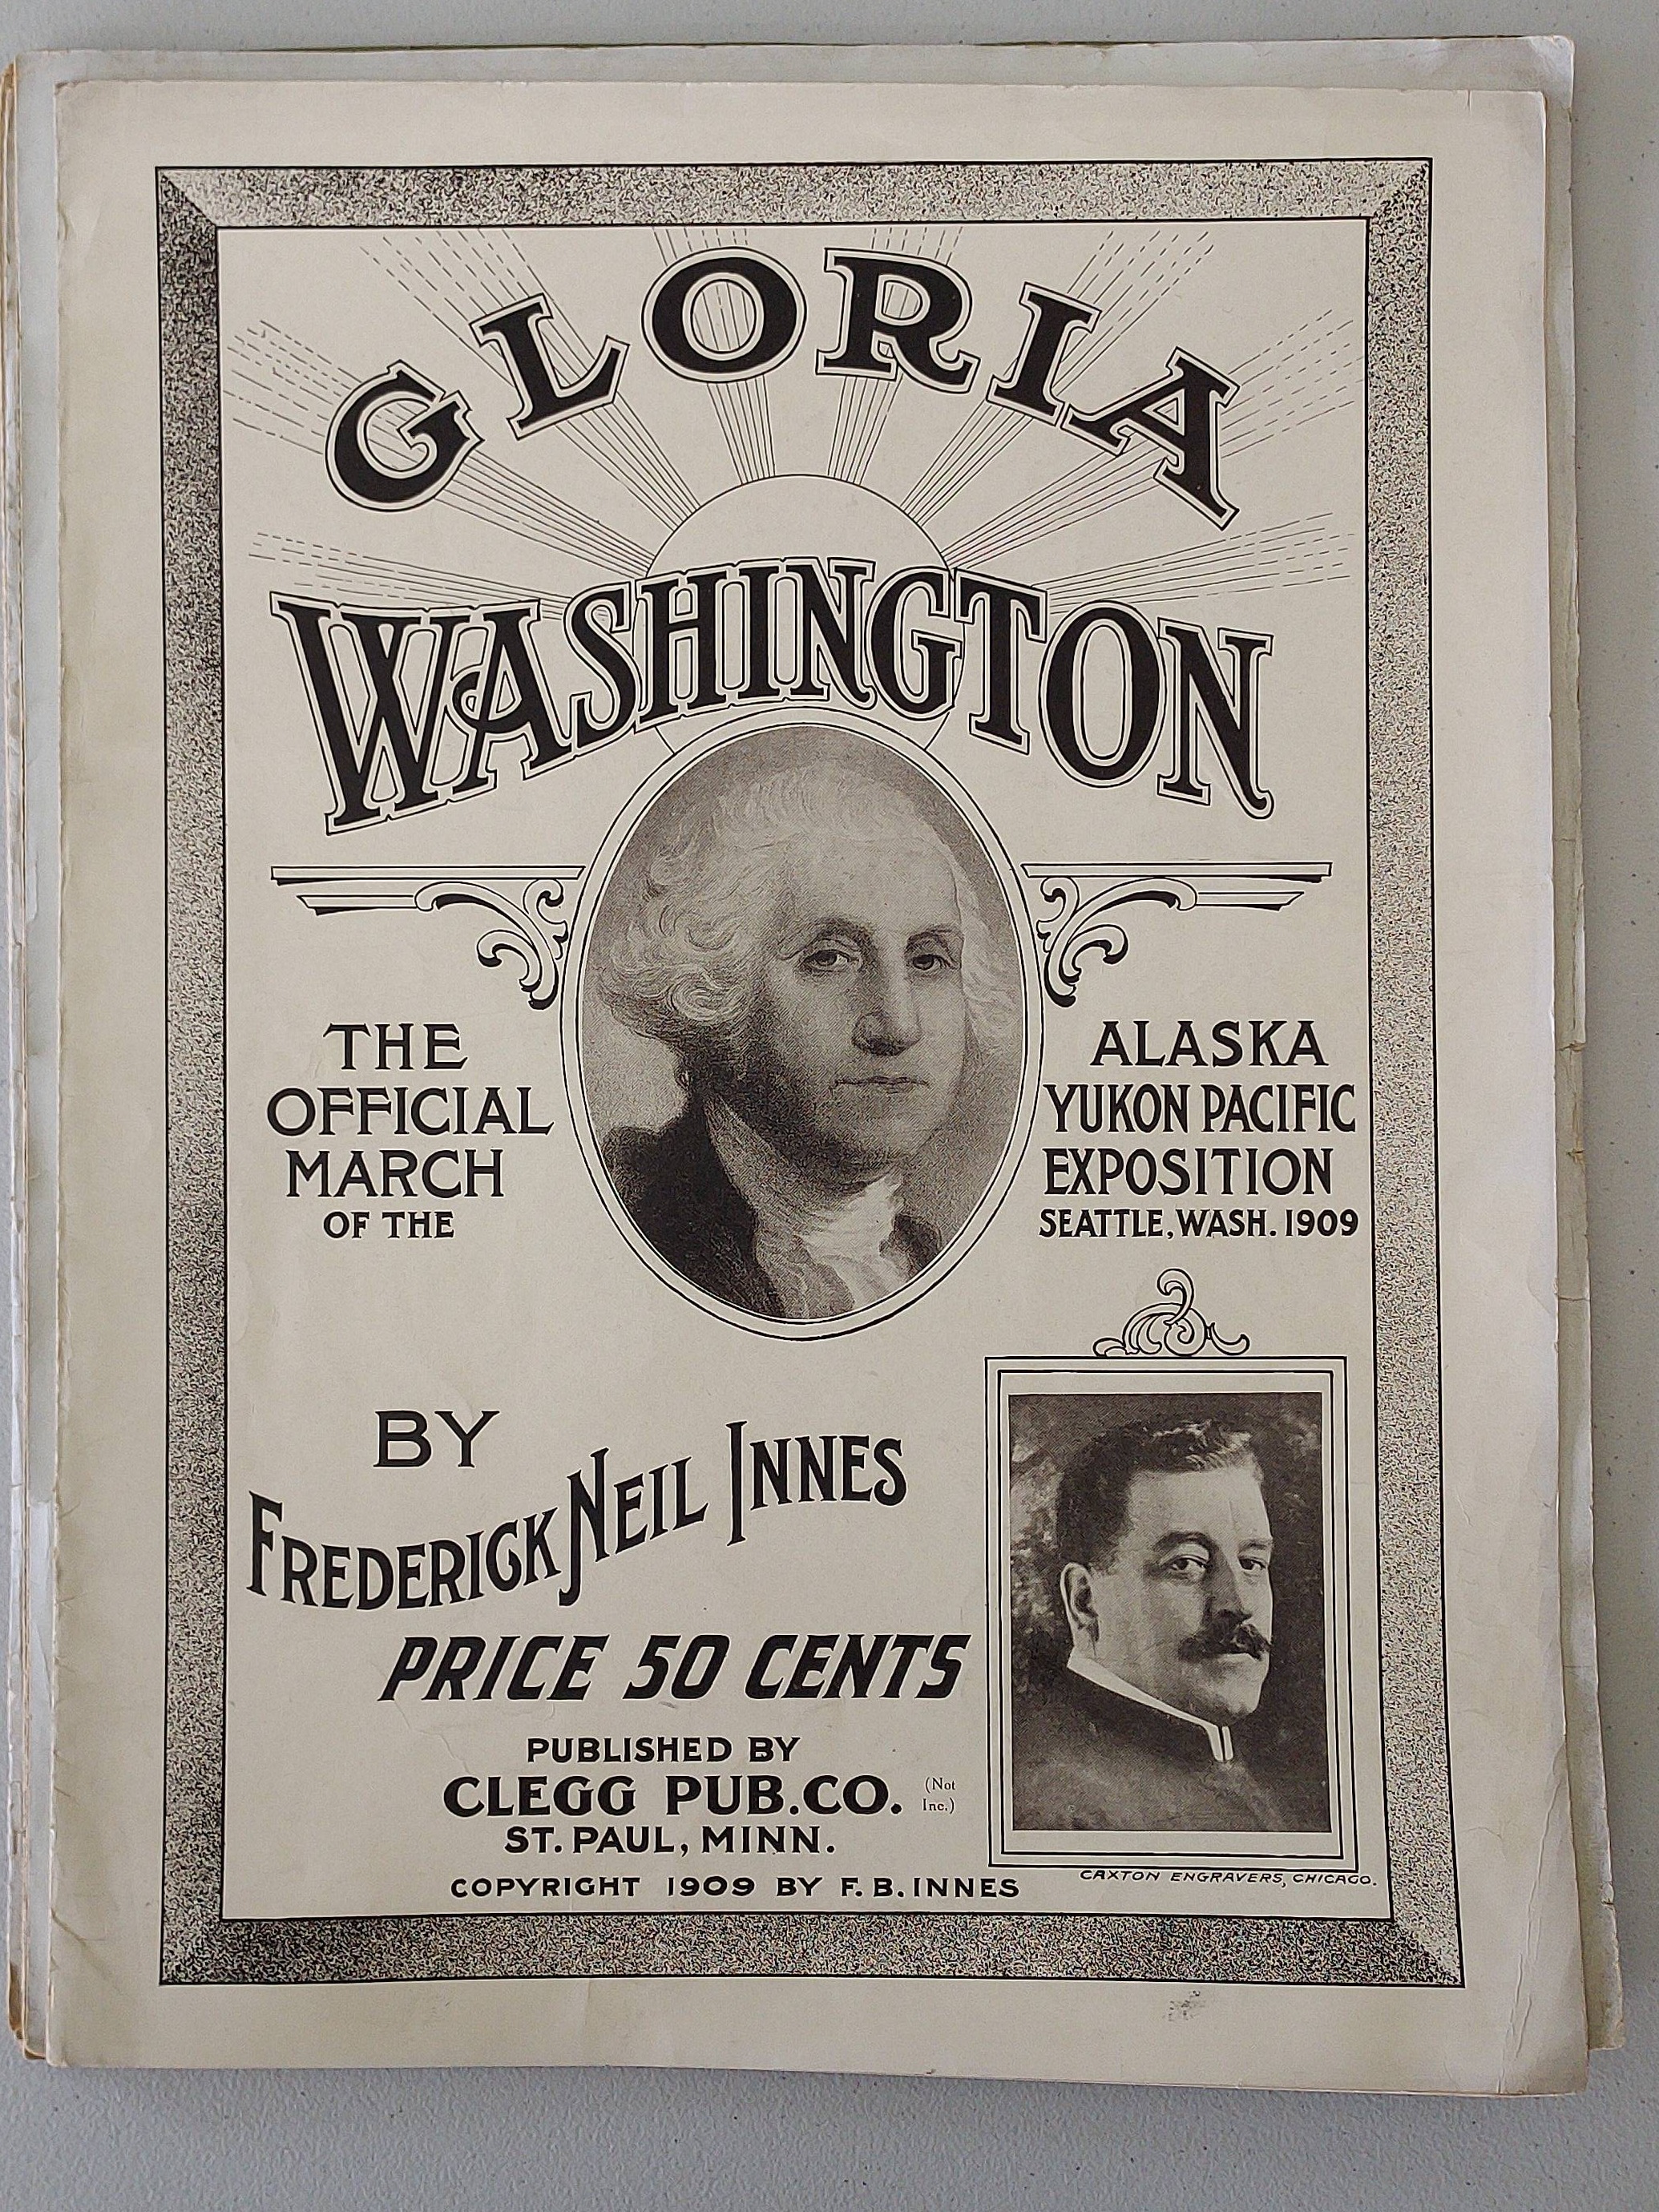 GLORIA
WASHINGTON
THE
OFFICIAL
MARCH
OF THE
ALASKA
YUKON PACIFIC
EXPOSITION
SEATTLE, WASH. 1909
BY
FREDERICK NEIL INNES
PRICE 50 CENTS
PUBLISHED BY
CLEGG PUB. CO. (Not Inc.)
ST. PAUL, MINN.
COPYRIGHT 1909 BY F. B. INNES
CAXTON ENGRAVERS, CHICAGO.